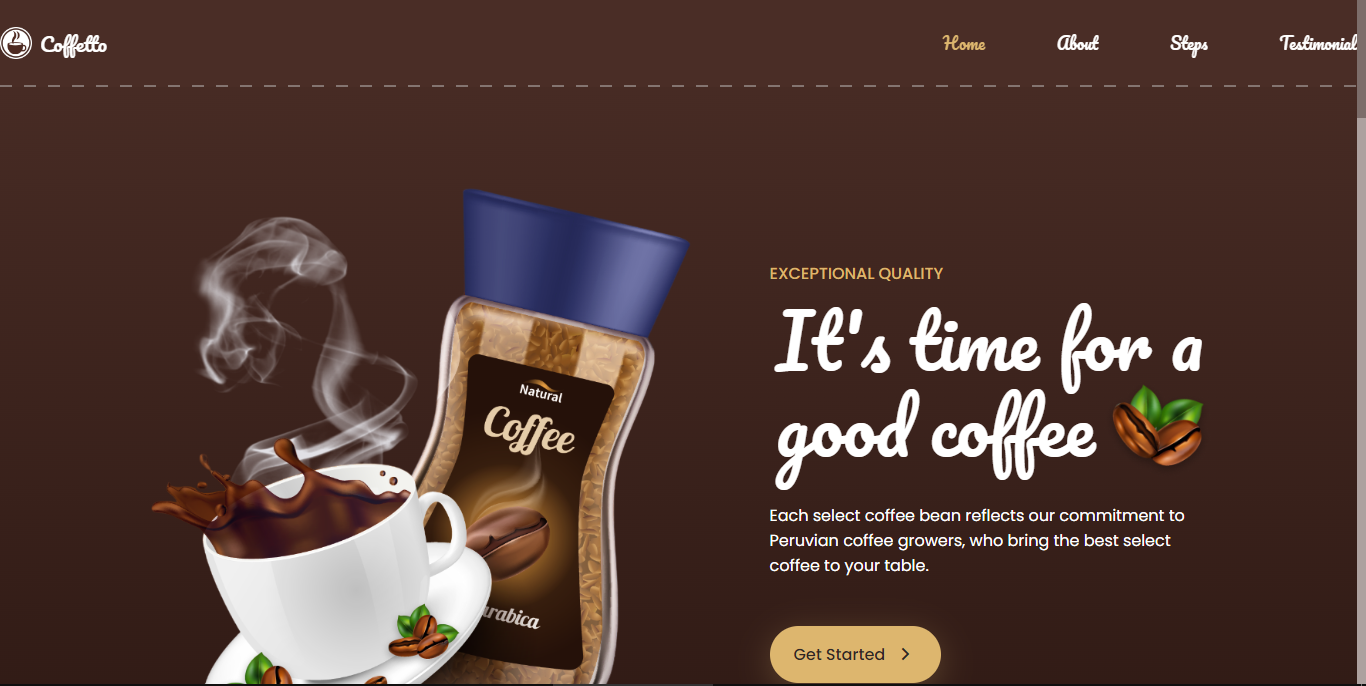 Coffetto
Home About Steps Testimonial
EXCEPTIONAL QUALITY
It's time for a
good coffee
Each select coffee bean reflects our commitment to
Peruvian coffee growers, who bring the best select
coffee to your table.
Get Started
Natural
Coffee